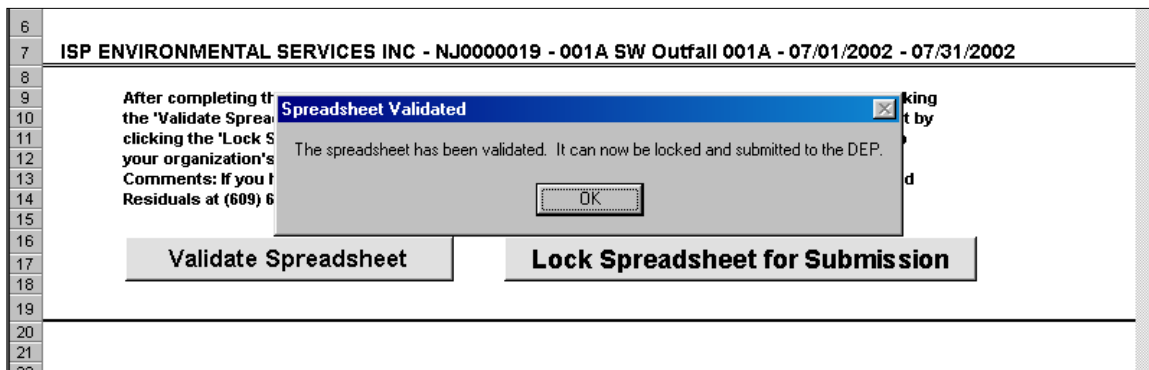 6
7 ISP ENVIRONMENTAL SERVICES INC - NJ0000019 - 001A SW Outfall 001A - 07/01/2002 - 07/31/2002
8
9 After completing th king
10 the 'Validate Sprea t by
11 clicking the 'Lock S
12 your organization's
13 Comments: If you h d
14 Residuals at (609) 6
15
Spreadsheet Validated
The spreadsheet has been validated. It can now be locked and submitted to the DEP.
OK
16
17 Validate Spreadsheet Lock Spreadsheet for Submission
18
19
20
21